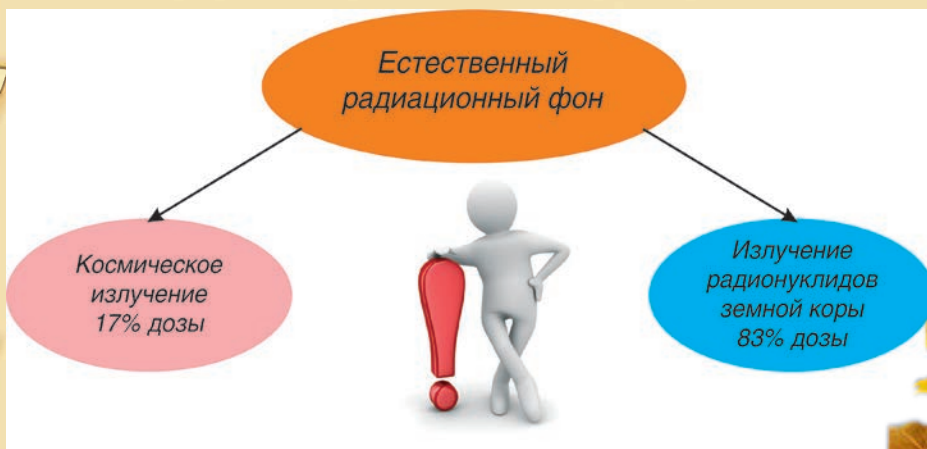 Естественный
радиационный фон
Космическое
излучение
17% дозы
Излучение
радионуклидов
земной коры
83% дозы